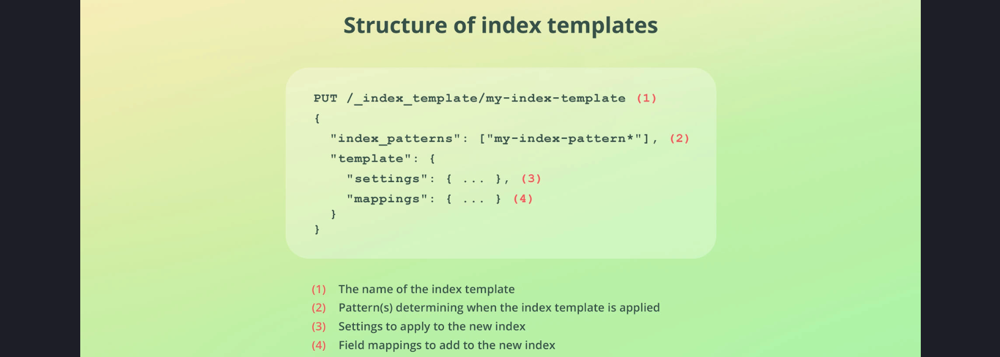 Structure of index templates
PUT /_index_template/my-index-template (1)
{
"index_patterns": ["my-index-pattern*"], (2)
"template": {
"settings": { ... }, (3)
"mappings": { ... } (4)
}
}
(1) The name of the index template
(2) Pattern(s) determining when the index template is applied
(3) Settings to apply to the new index
(4) Field mappings to add to the new index